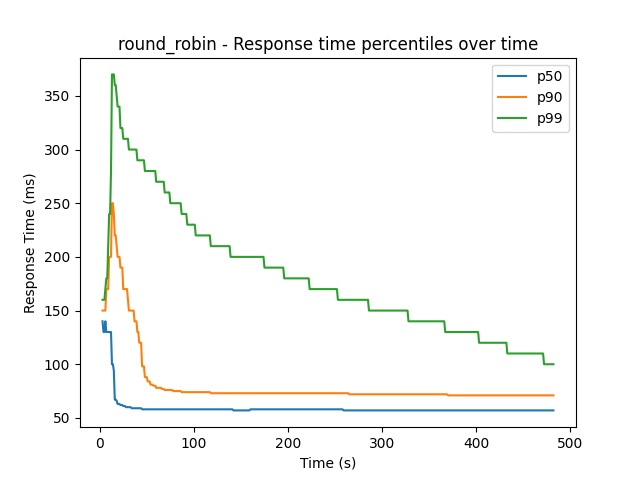 round_robin - Response time percentiles over time
p50
p90
p99
350
300
250
200
150
100
50
Response Time (ms)
0 100 200 300 400 500
Time (s)